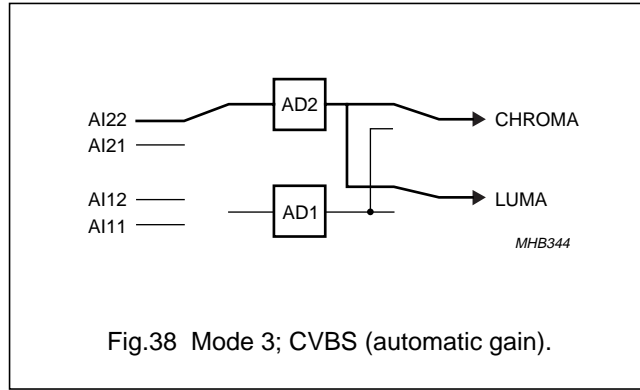 AI22
AI21
AI12
AI11
AD2
AD1
CHROMA
LUMA
MHB344
Fig.38 Mode 3; CVBS (automatic gain).